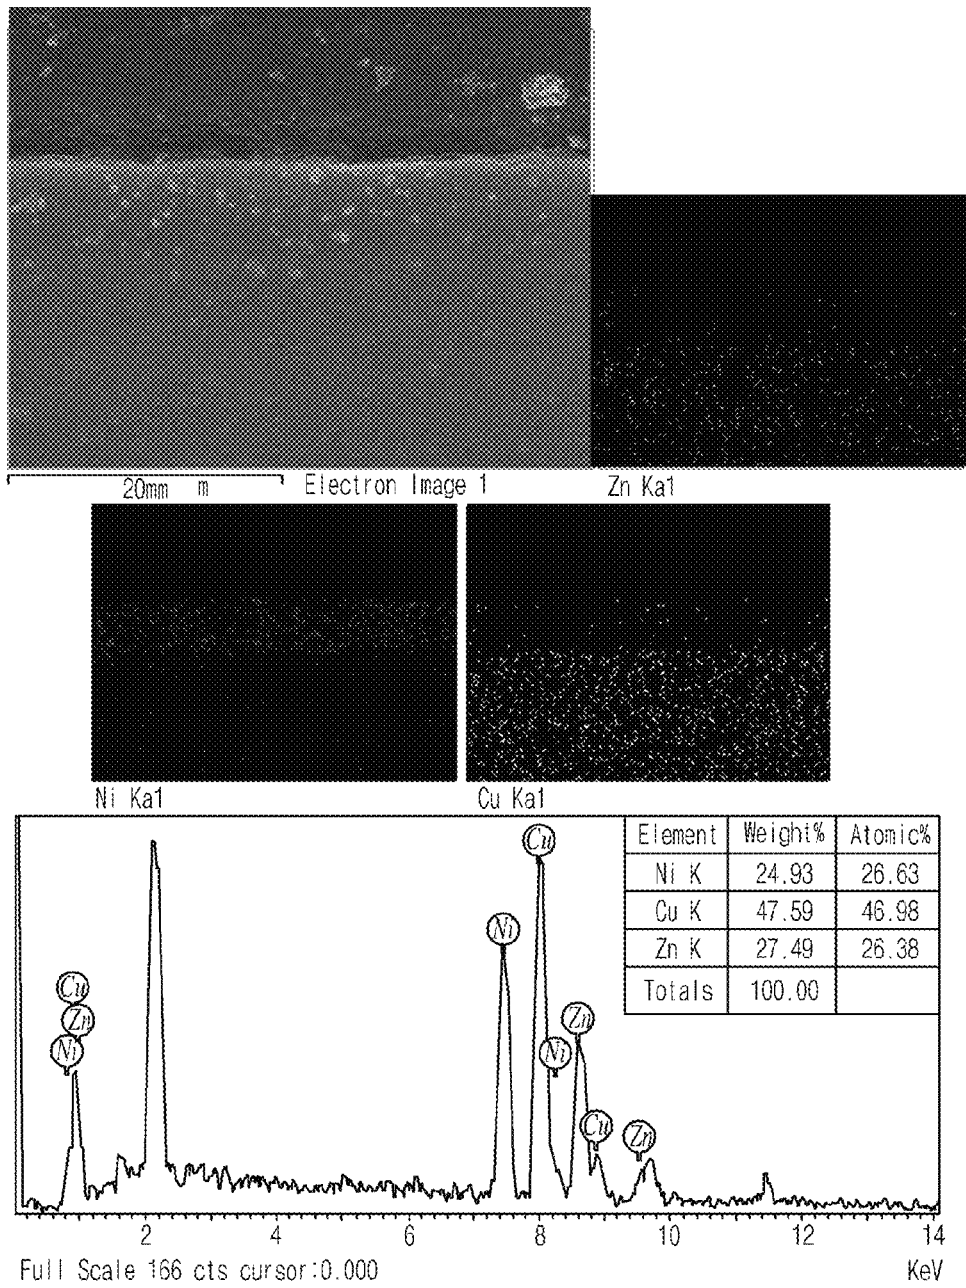 20mm m Electron Image 1 Zn Ka1
Ni Ka1 Cu Ka1
Element Weight% Atomic%
Ni K 24.93 26.63
Cu K 47.59 46.98
Zn K 27.49 26.38
Totals 100.00
Cu
Ni
Cu
Zn
Ni
Zn
Ni
Cu
Zn
2 4 6 8 10 12 14
Full Scale 166 cts cursor:0.000 KeV